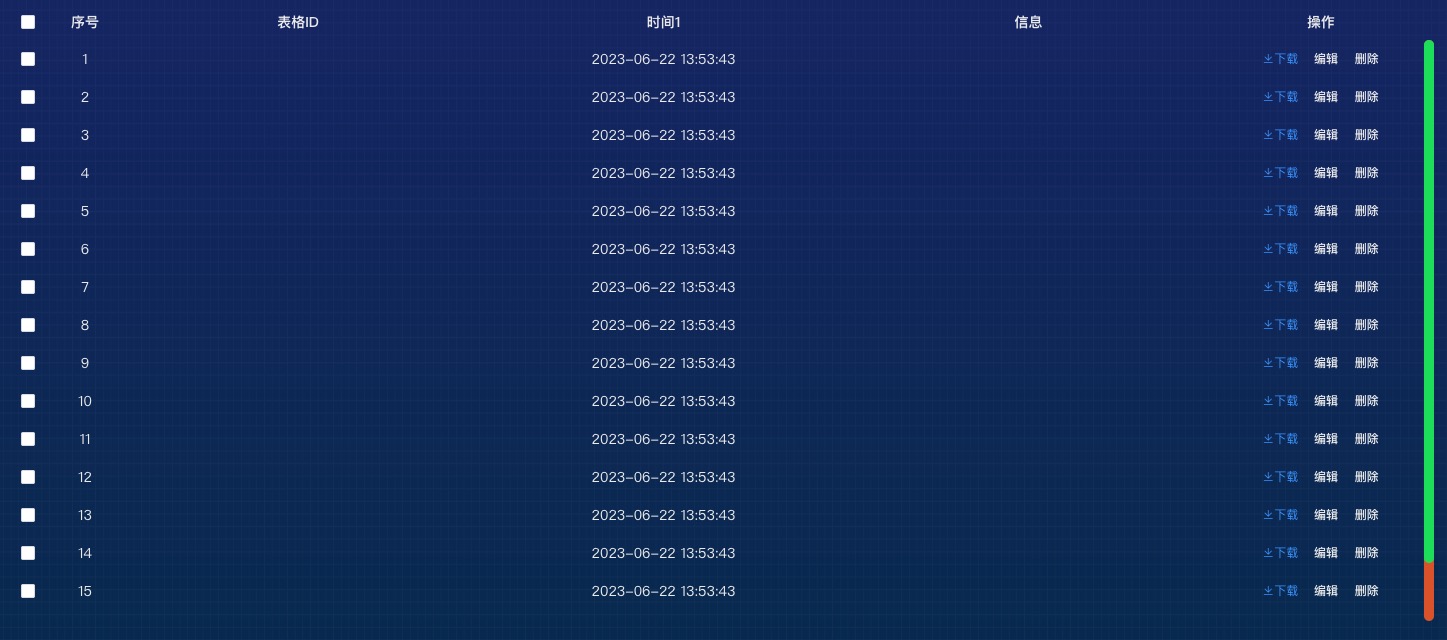 序号 表格ID 时间1 信息 操作
1 2023-06-22 13:53:43 下载 编辑 删除
2 2023-06-22 13:53:43 下载 编辑 删除
3 2023-06-22 13:53:43 下载 编辑 删除
4 2023-06-22 13:53:43 下载 编辑 删除
5 2023-06-22 13:53:43 下载 编辑 删除
6 2023-06-22 13:53:43 下载 编辑 删除
7 2023-06-22 13:53:43 下载 编辑 删除
8 2023-06-22 13:53:43 下载 编辑 删除
9 2023-06-22 13:53:43 下载 编辑 删除
10 2023-06-22 13:53:43 下载 编辑 删除
11 2023-06-22 13:53:43 下载 编辑 删除
12 2023-06-22 13:53:43 下载 编辑 删除
13 2023-06-22 13:53:43 下载 编辑 删除
14 2023-06-22 13:53:43 下载 编辑 删除
15 2023-06-22 13:53:43 下载 编辑 删除